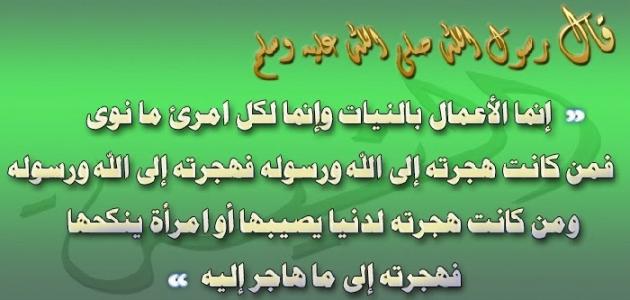 قال رسول الله صلى الله عليه وسلم
» إنما الأعمال بالنيات وإنما لكل امرئ ما نوى
فمن كانت هجرته إلى الله ورسوله فهجرته إلى الله ورسوله
ومن كانت هجرته لدنيا يصيبها أو امرأة ينكحها
فهجرته إلى ما هاجر إليه «